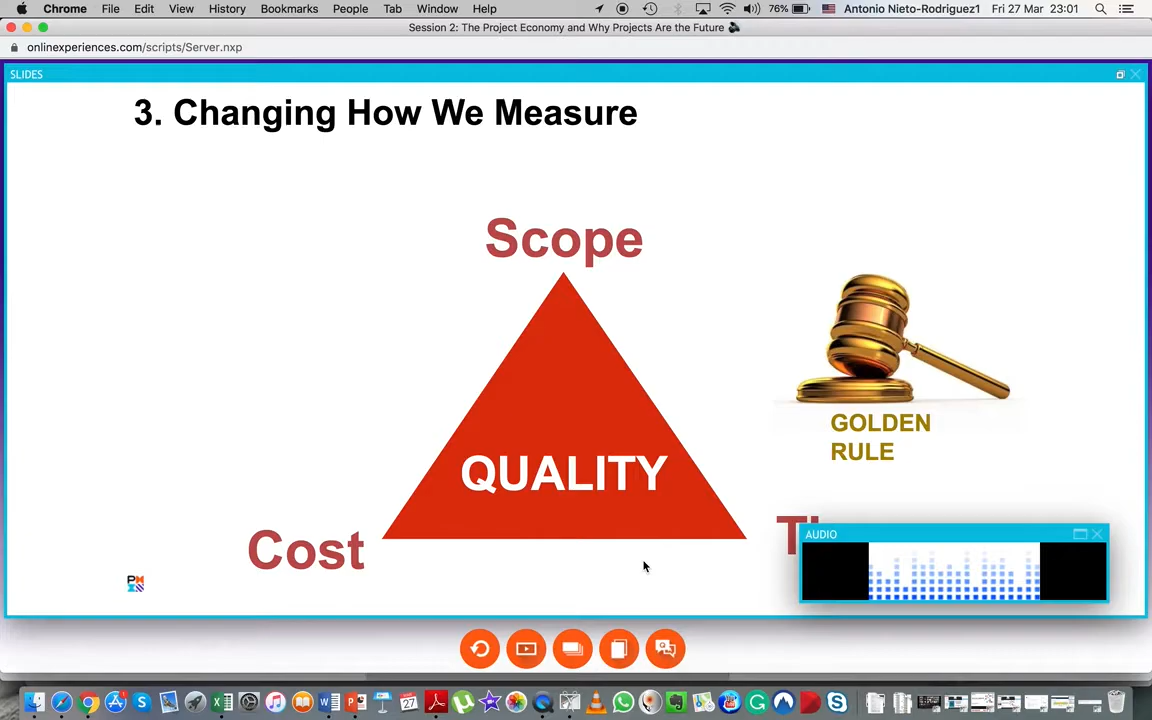 Chrome File Edit View History Bookmarks People Tab Window Help 76% Antonio Nieto-Rodriguez1 Fri 27 Mar 23:01
Session 2: The Project Economy and Why Projects Are the Future
onlinexperiences.com/scripts/Server.nxp
SLIDES
3. Changing How We Measure
Scope
QUALITY
GOLDEN
RULE
Cost
AUDIO